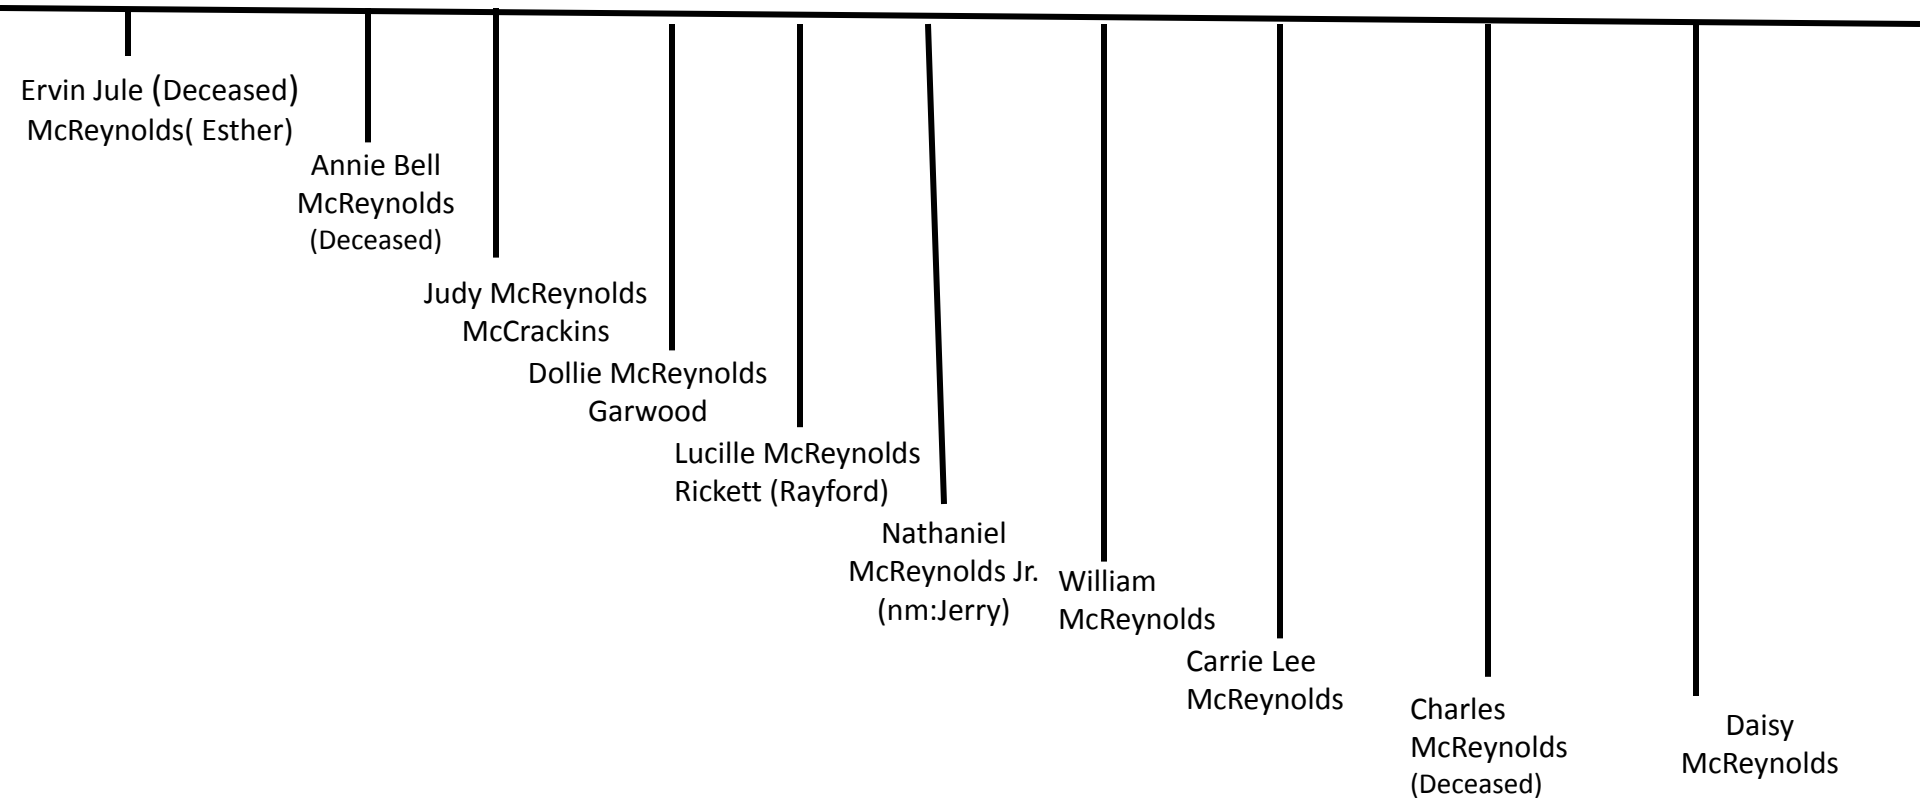 Ervin Jule (Deceased)
McReynolds( Esther)
Annie Bell
McReynolds
(Deceased)
Judy McReynolds
McCrackins
Dollie McReynolds
Garwood
Lucille McReynolds
Rickett (Rayford)
Nathaniel
McReynolds Jr.
(nm:Jerry)
William
McReynolds
Carrie Lee
McReynolds
Charles
McReynolds
(Deceased)
Daisy
McReynolds